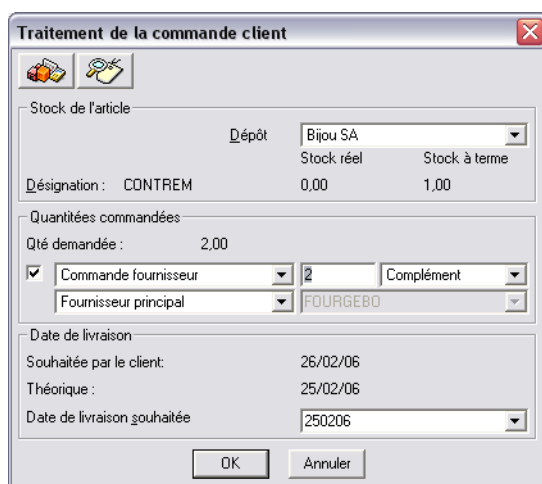 Traitement de la commande client
Stock de l'article
Dépôt Bijou SA
Stock réel Stock à terme
Désignation : CONTREM 0,00 1,00
Quantitées commandées
Qté demandée : 2,00
Commande fournisseur 2 Complément
Fournisseur principal FOURGEBO
Date de livraison
Souhaitée par le client: 26/02/06
Théorique : 25/02/06
Date de livraison souhaitée 250206
OK Annuler